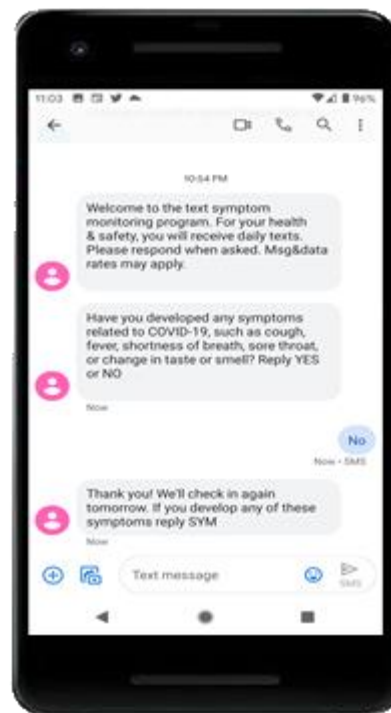 11:03
96%
10:54 PM
Welcome to the text symptom
monitoring program. For your health
& safety, you will receive daily texts.
Please respond when asked. Msg&data
rates may apply.
Have you developed any symptoms
related to COVID-19, such as cough,
fever, shortness of breath, sore throat,
or change in taste or smell? Reply YES
or NO
Now
No
Now • SMS
Thank you! We'll check in again
tomorrow. If you develop any of these
symptoms reply SYM
Now
Text message
SMS